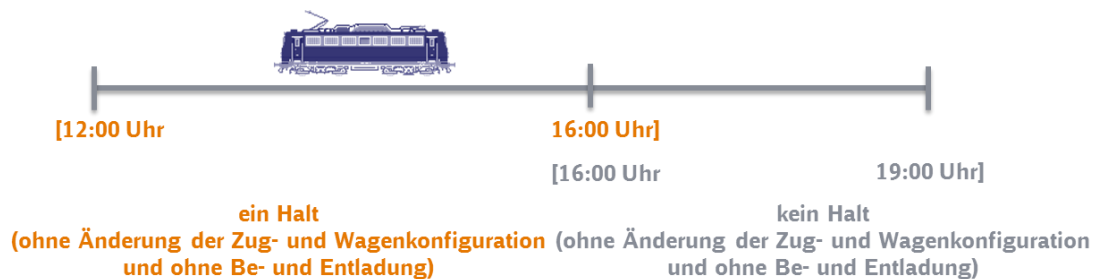 [12:00 Uhr
16:00 Uhr]
[16:00 Uhr
19:00 Uhr]
ein Halt
(ohne Änderung der Zug- und Wagenkonfiguration
und ohne Be- und Entladung)
kein Halt
(ohne Änderung der Zug- und Wagenkonfiguration
und ohne Be- und Entladung)